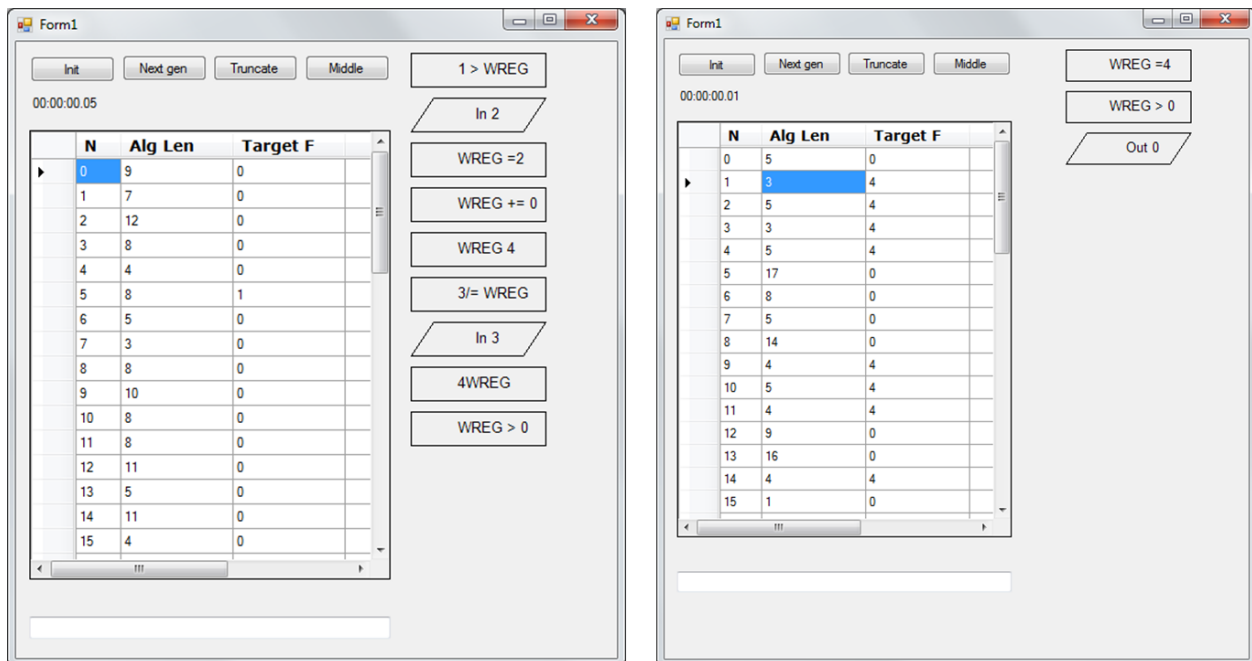 Form1
Init Next gen Truncate Middle
00:00:00.05
N Alg Len Target F
0 9 0
1 7 0
2 12 0
3 8 0
4 4 0
5 8 1
6 5 0
7 3 0
8 8 0
9 10 0
10 8 0
11 8 0
12 11 0
13 5 0
14 11 0
15 4 0
1 > WREG
In 2
WREG =2
WREG += 0
WREG 4
3/= WREG
In 3
4WREG
WREG > 0
Form1
Init Next gen Truncate Middle
00:00:00.01
N Alg Len Target F
0 5 0
1 3 4
2 5 4
3 3 4
4 5 4
5 17 0
6 8 0
7 5 0
8 14 0
9 4 4
10 5 4
11 4 4
12 9 0
13 16 0
14 4 4
15 1 0
WREG =4
WREG > 0
Out 0